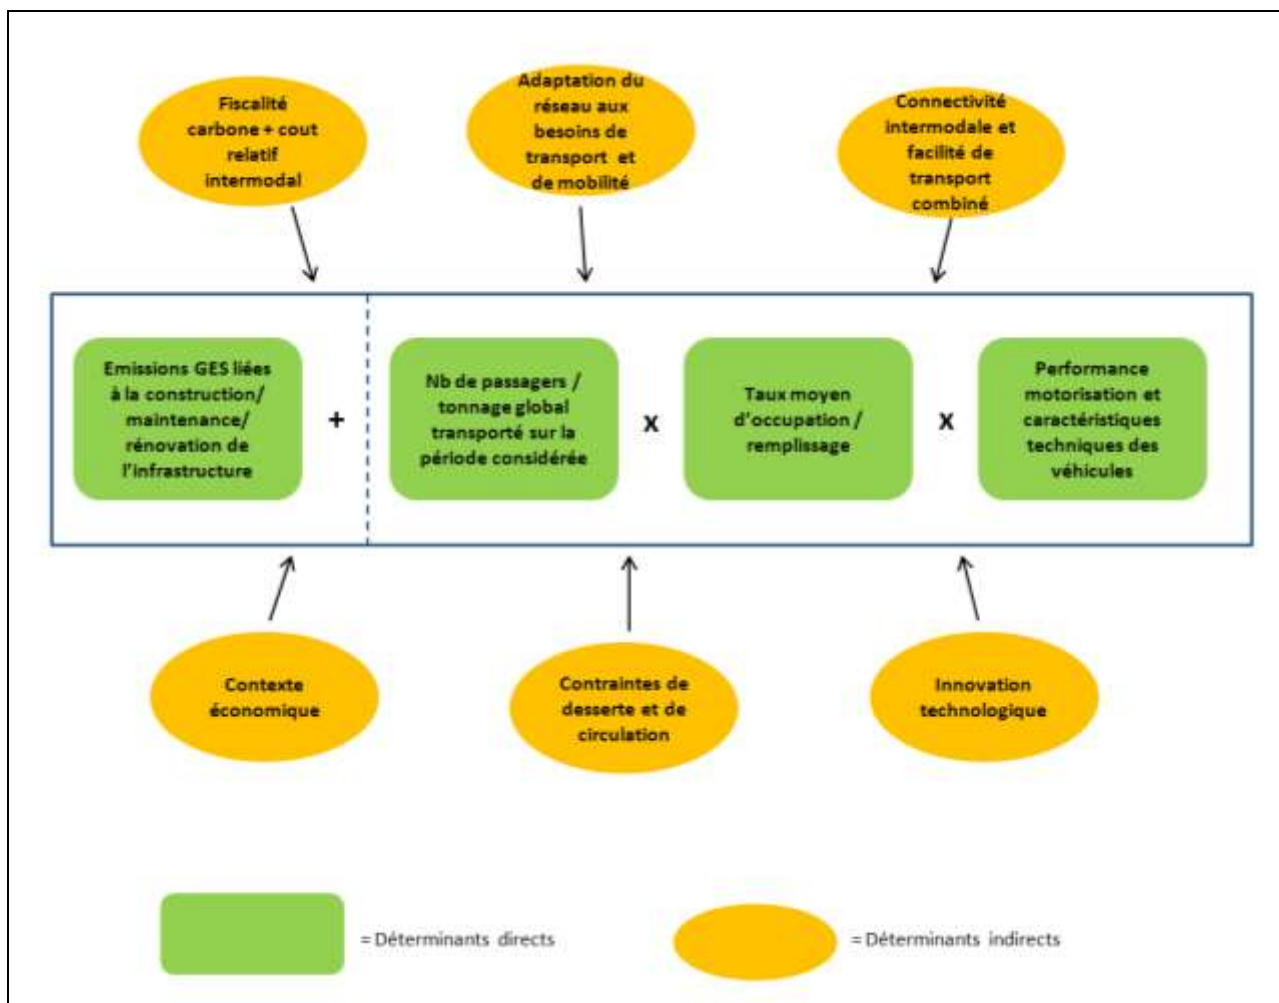 Fiscalité
carbone + cout
relatif
intermodal
Adaptation du
réseau aux
besoins de
transport et
de mobilité
Connectivité
intermodale et
facilité de
transport
combiné
Emissions GES liées
à la construction/
maintenance/
rénovation de
l'infrastructure
+
Nb de passagers /
tonnage global
transporté sur la
période considérée
x
Taux moyen
d'occupation /
remplissage
x
Performance
motorisation et
caractéristiques
techniques des
véhicules
Contexte
économique
Contraintes de
desserte et de
circulation
Innovation
technologique
= Déterminants directs
= Déterminants indirects